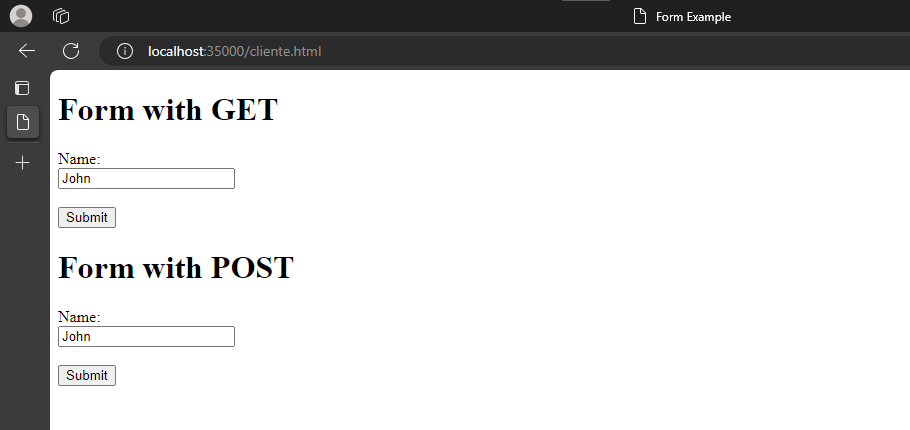 Form Example
localhost:35000/cliente.html
Form with GET
Name:
John
Submit
Form with POST
Name:
John
Submit